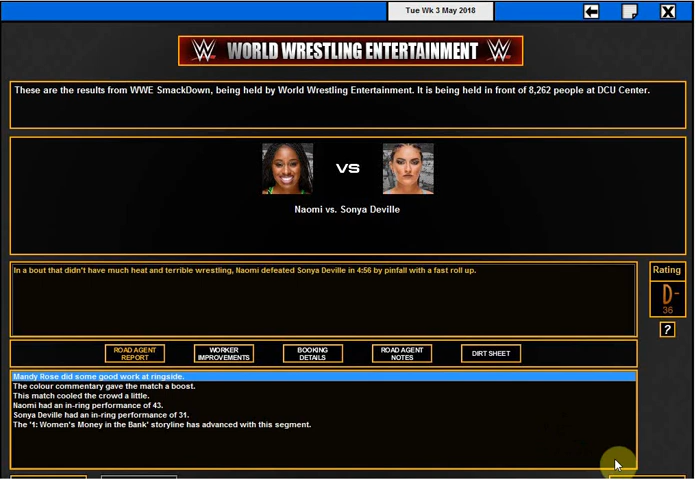 Tue Wk 3 May 2018
W WORLD WRESTLING ENTERTAINMENT W
These are the results from WWE SmackDown, being held by World Wrestling Entertainment. It is being held in front of 8,262 people at DCU Center.
VS
Naomi vs. Sonya Deville
In a bout that didn't have much heat and terrible wrestling, Naomi defeated Sonya Deville in 4:56 by pinfall with a fast roll up.
Rating
D-
36
?
ROAD AGENT REPORT
WORKER IMPROVEMENTS
BOOKING DETAILS
ROAD AGENT NOTES
DIRT SHEET
Mandy Rose did some good work at ringside.
The colour commentary gave the match a boost.
This match cooled the crowd a little.
Naomi had an in-ring performance of 43.
Sonya Deville had an in-ring performance of 31.
The '1: Women's Money in the Bank' storyline has advanced with this segment.